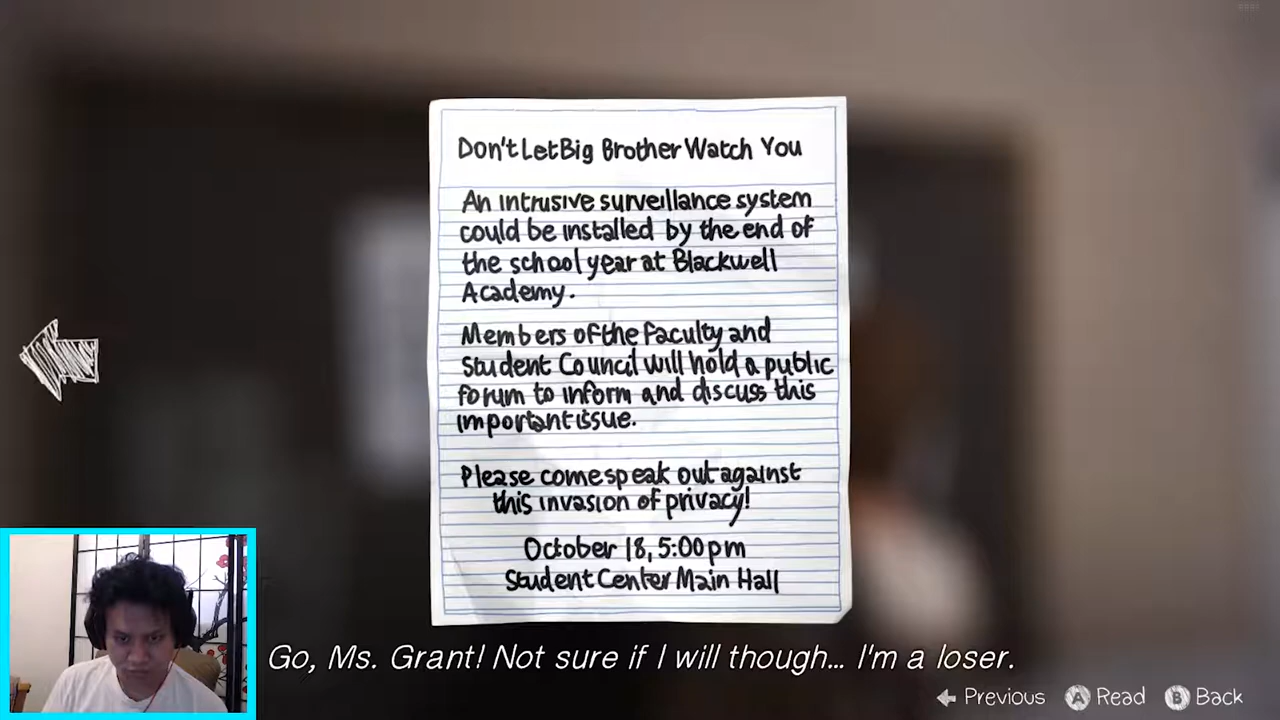 Don't Let Big Brother Watch You
An intrusive surveillance system
could be installed by the end of
the school year at Blackwell
Academy.
Members of the Faculty and
Student Council will hold a public
forum to inform and discuss this
important issue.
Please come speak out against
this invasion of privacy!
October 18, 5:00pm
Student Center Main Hall
Go, Ms. Grant! Not sure if I will though... I'm a loser.
Previous A Read B Back